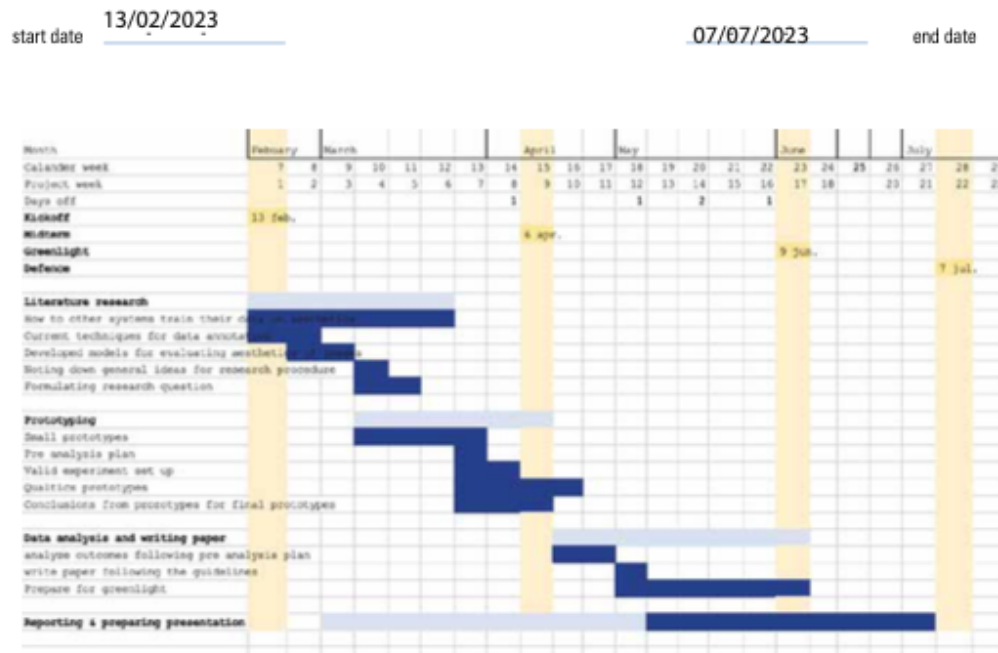 13/02/2023
start date
07/07/2023 end date
Month Febuary March April May June July
Calander week 7 8 9 10 11 12 13 14 15 16 17 18 19 20 21 22 23 24 25 26 27 28
Project week 1 2 3 4 5 6 7 8 9 10 11 12 13 14 15 16 17 18 20 21 22
Days off 1 1 2 1
Kickoff 13 feb.
Midterm 6 apr.
Greenlight 9 jun.
Defence 7 jul.
Literature research
How to other systems train their data on aesthetics
Current techniques for data annotation
Developed models for evaluating aesthetics of
Noting down general ideas for research procedure
Formulating research question
Prototyping
Small prototypes
Pre analysis plan
Valid experiment set up
Qualtics prototypes
Conclusions from prototypes for final prototypes
Data analysis and writing paper
analyse outcomes following pre analysis plan
write paper following the guidelines
Prepare for greenlight
Reporting & preparing presentation